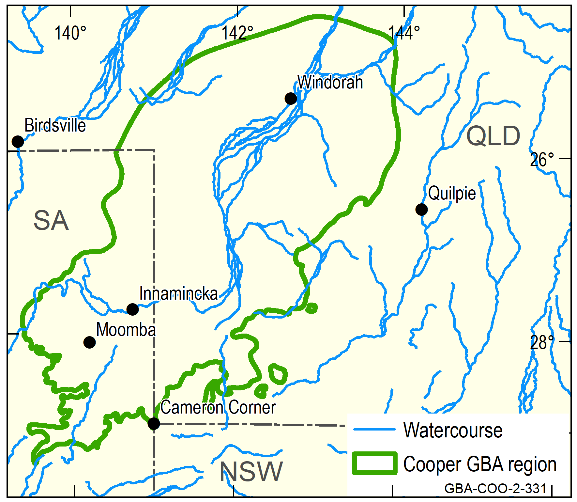 140° 142° 144°
Windorah
Birdsville
QLD
26°
Quilpie
SA
Innamincka
Moomba
28°
Cameron Corner
NSW
Watercourse
Cooper GBA region
GBA-COO-2-331